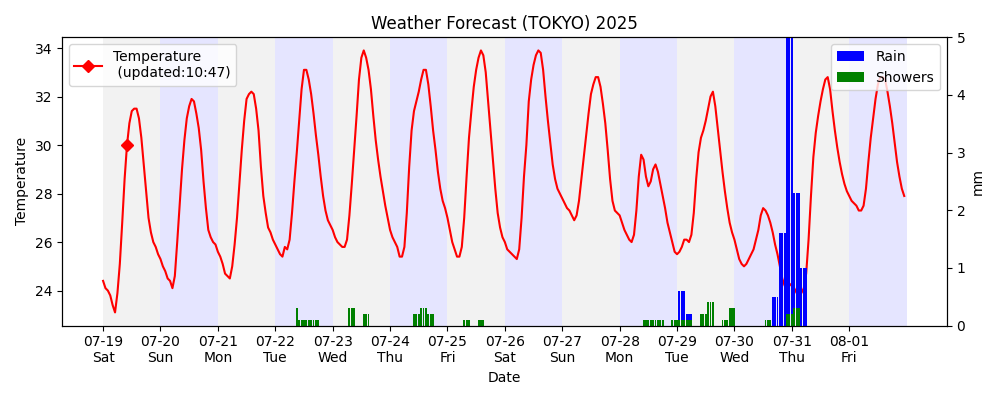 Weather Forecast (TOKYO) 2025
Temperature
(updated:10:47)
Rain
Showers
Temperature
34
32
30
28
26
24
5
4
3
2
1
0
mm
07-19 07-20 07-21 07-22 07-23 07-24 07-25 07-26 07-27 07-28 07-29 07-30 07-31 08-01
Sat Sun Mon Tue Wed Thu Fri Sat Sun Mon Tue Wed Thu Fri
Date